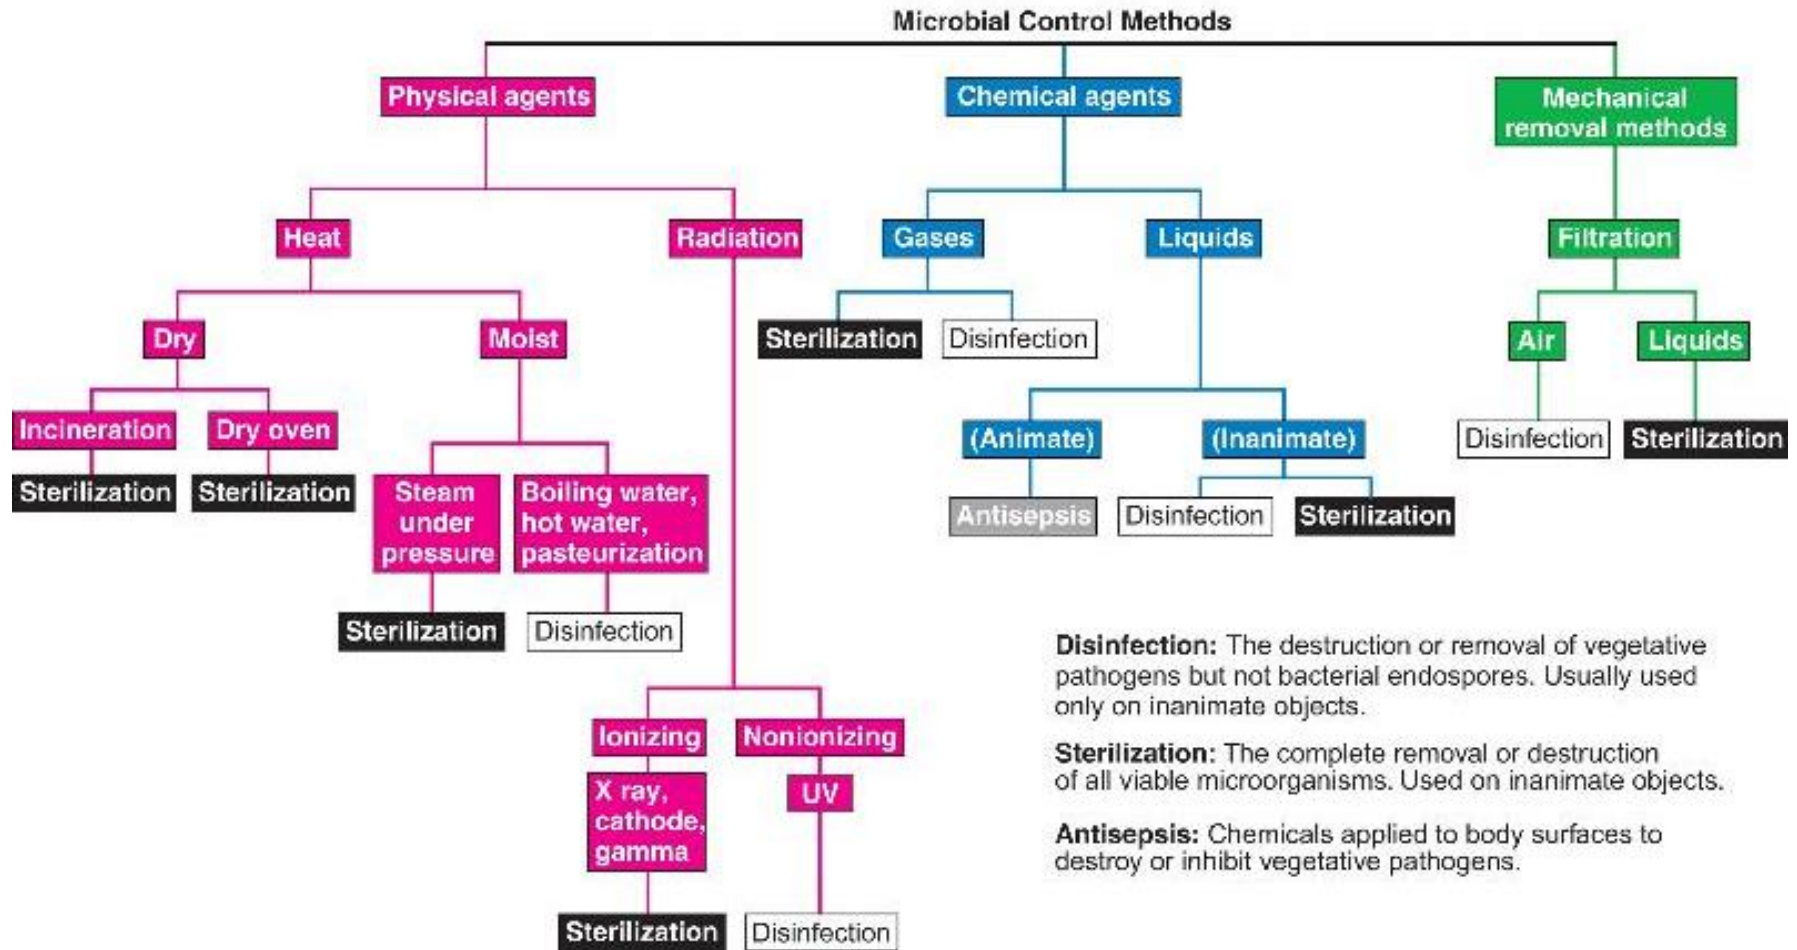 Microbial Control Methods
Physical agents
Chemical agents
Mechanical
removal methods
Heat
Radiation
Gases
Liquids
Filtration
Dry
Moist
Sterilization
Disinfection
Air
Liquids
Incineration
Dry oven
(Animate)
(Inanimate)
Disinfection
Sterilization
Sterilization
Sterilization
Steam
under
pressure
Boiling water,
hot water,
pasteurization
Antisepsis
Disinfection
Sterilization
Sterilization
Disinfection
Ionizing
Nonionizing
X ray,
cathode,
gamma
UV
Sterilization
Disinfection
Disinfection: The destruction or removal of vegetative
pathogens but not bacterial endospores. Usually used
only on inanimate objects.
Sterilization: The complete removal or destruction
of all viable microorganisms. Used on inanimate objects.
Antisepsis: Chemicals applied to body surfaces to
destroy or inhibit vegetative pathogens.